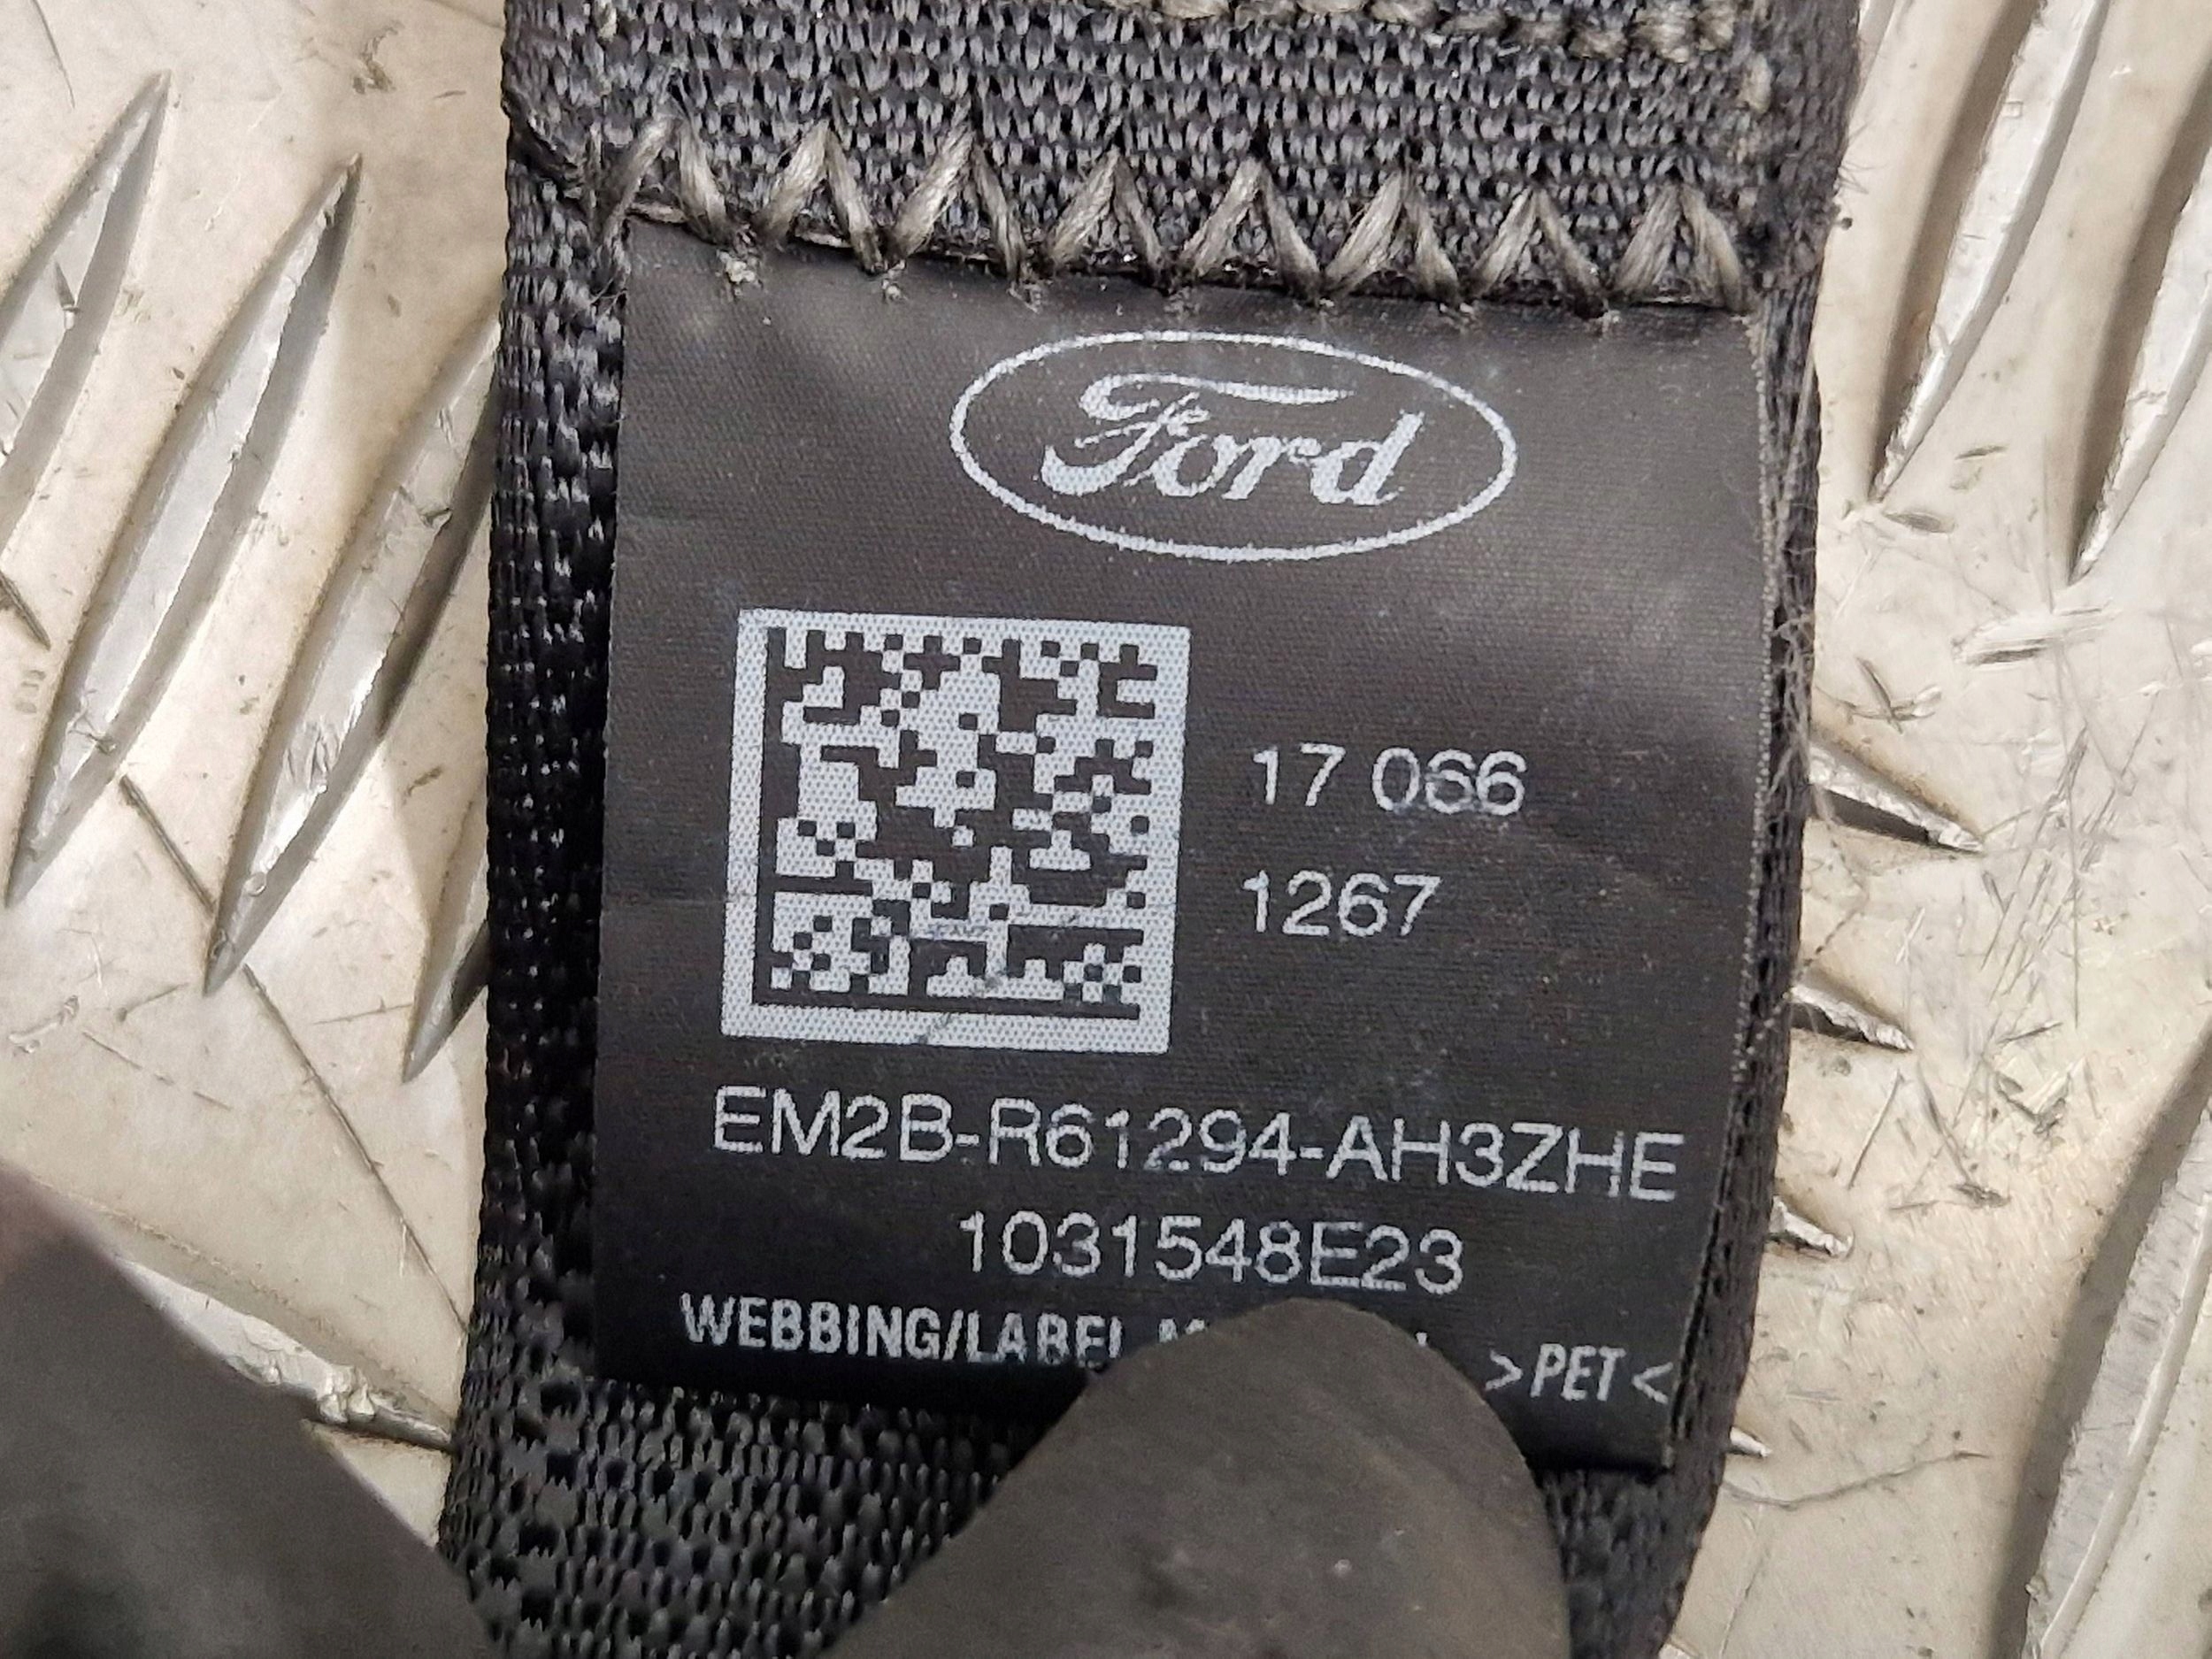 Ford
17 066
1267
EM2B-R61294-AH3ZHE
1031548E23
WEBBING/LABEL >PET<